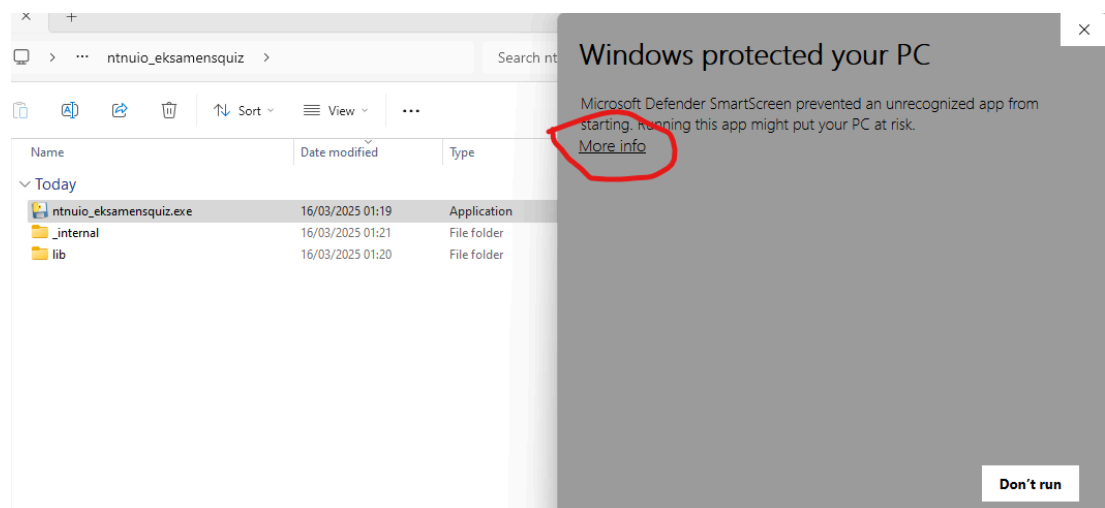 ntnuio_eksamensquiz
Search nt
Sort
View
Name
Date modified
Type
Today
ntnuio_eksamensquiz.exe
16/03/2025 01:19
Application
_internal
16/03/2025 01:21
File folder
lib
16/03/2025 01:20
File folder
Windows protected your PC
Microsoft Defender SmartScreen prevented an unrecognized app from
starting. Running this app might put your PC at risk.
More info
Don't run